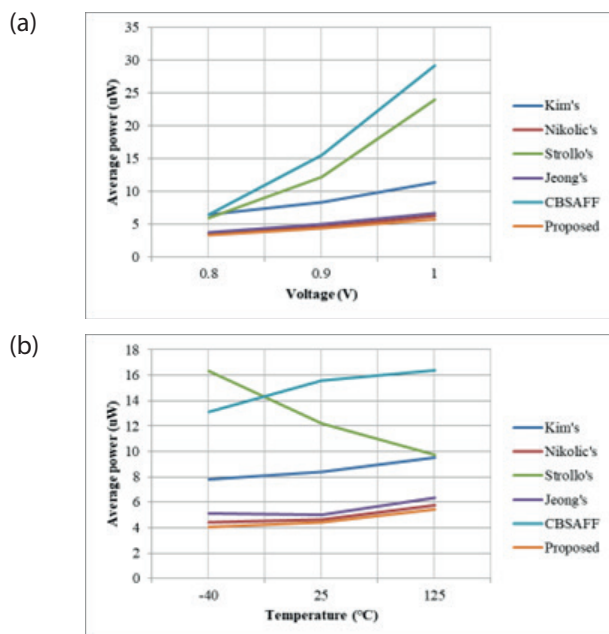 (a)
35
30
25
20
15
10
5
0
Average power (uW)
0.8 0.9 1
Voltage (V)
Kim's
Nikolic's
Strollo's
Jeong's
CBSAFF
Proposed
(b)
18
16
14
12
10
8
6
4
2
0
Average power (uW)
-40 25 125
Temperature (°C)
Kim's
Nikolic's
Strollo's
Jeong's
CBSAFF
Proposed